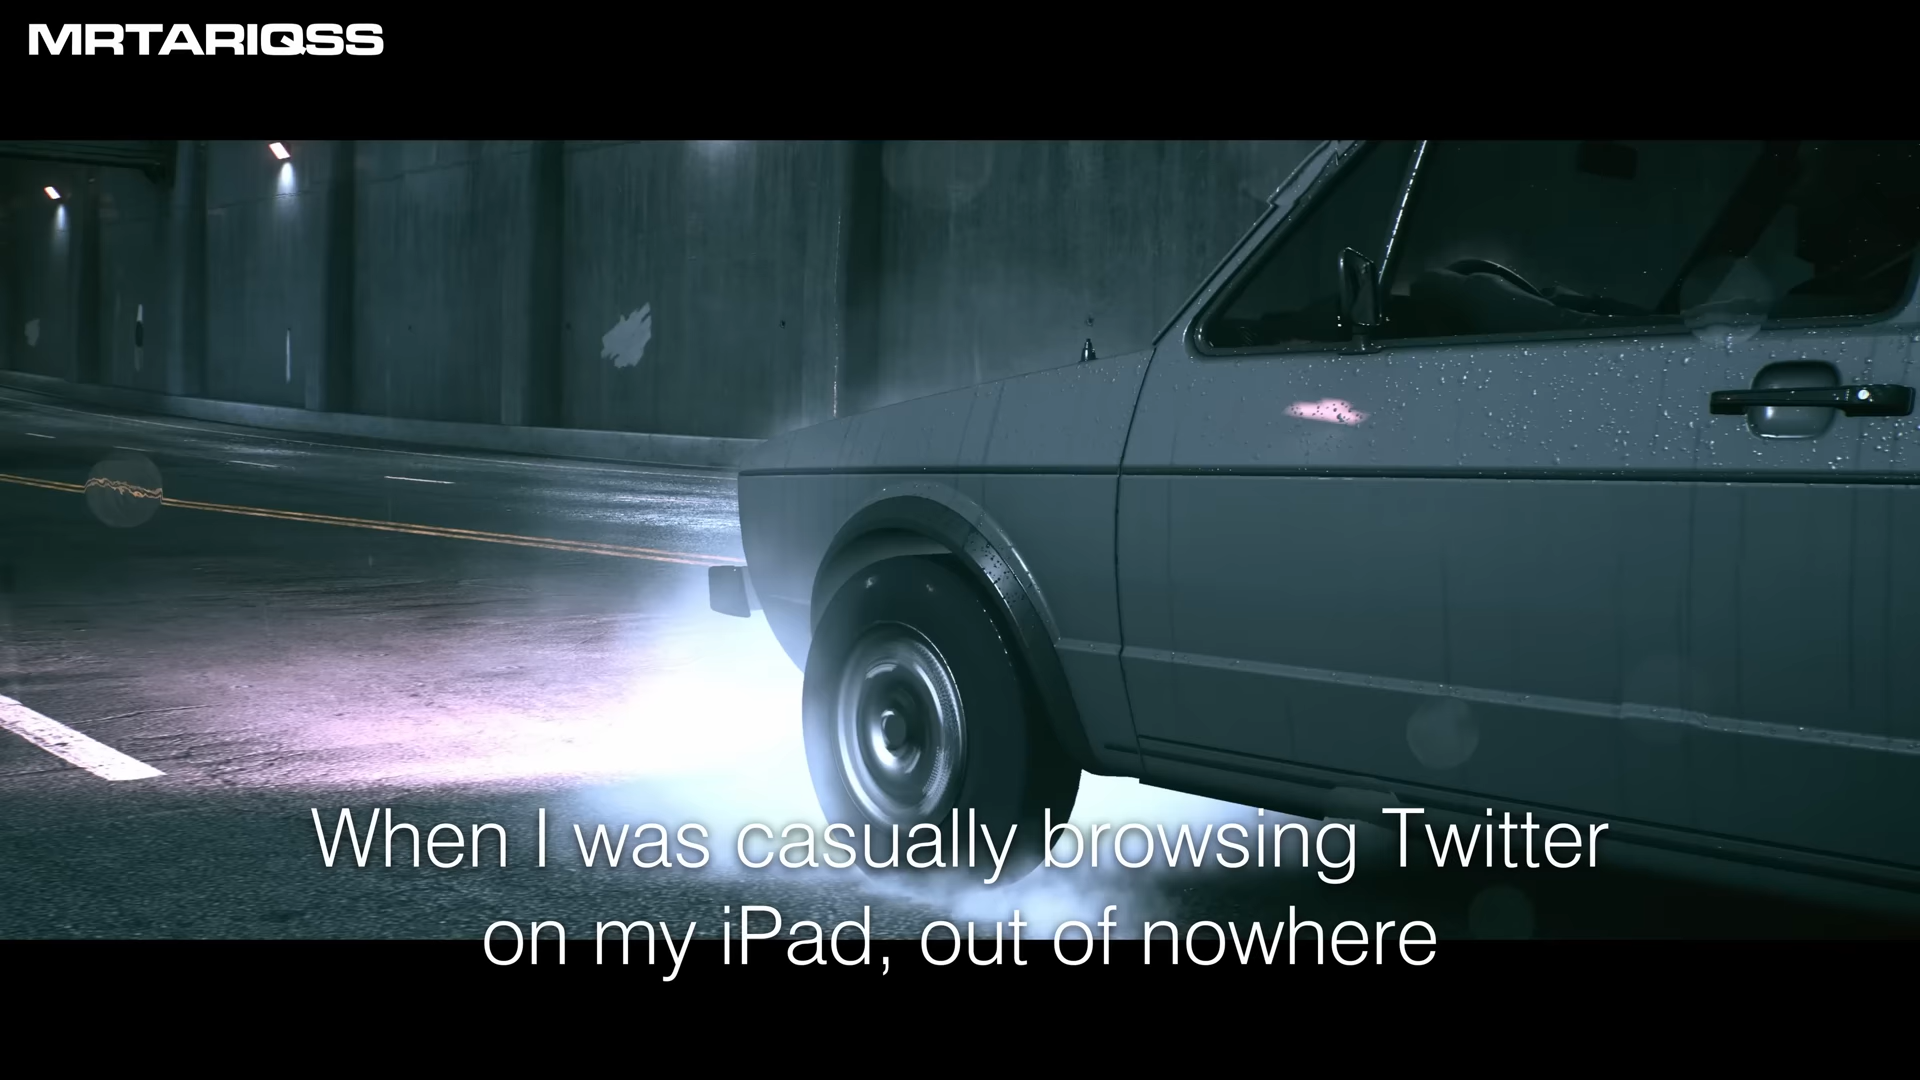 MRTARIQSS
When I was casually browsing Twitter
on my iPad, out of nowhere